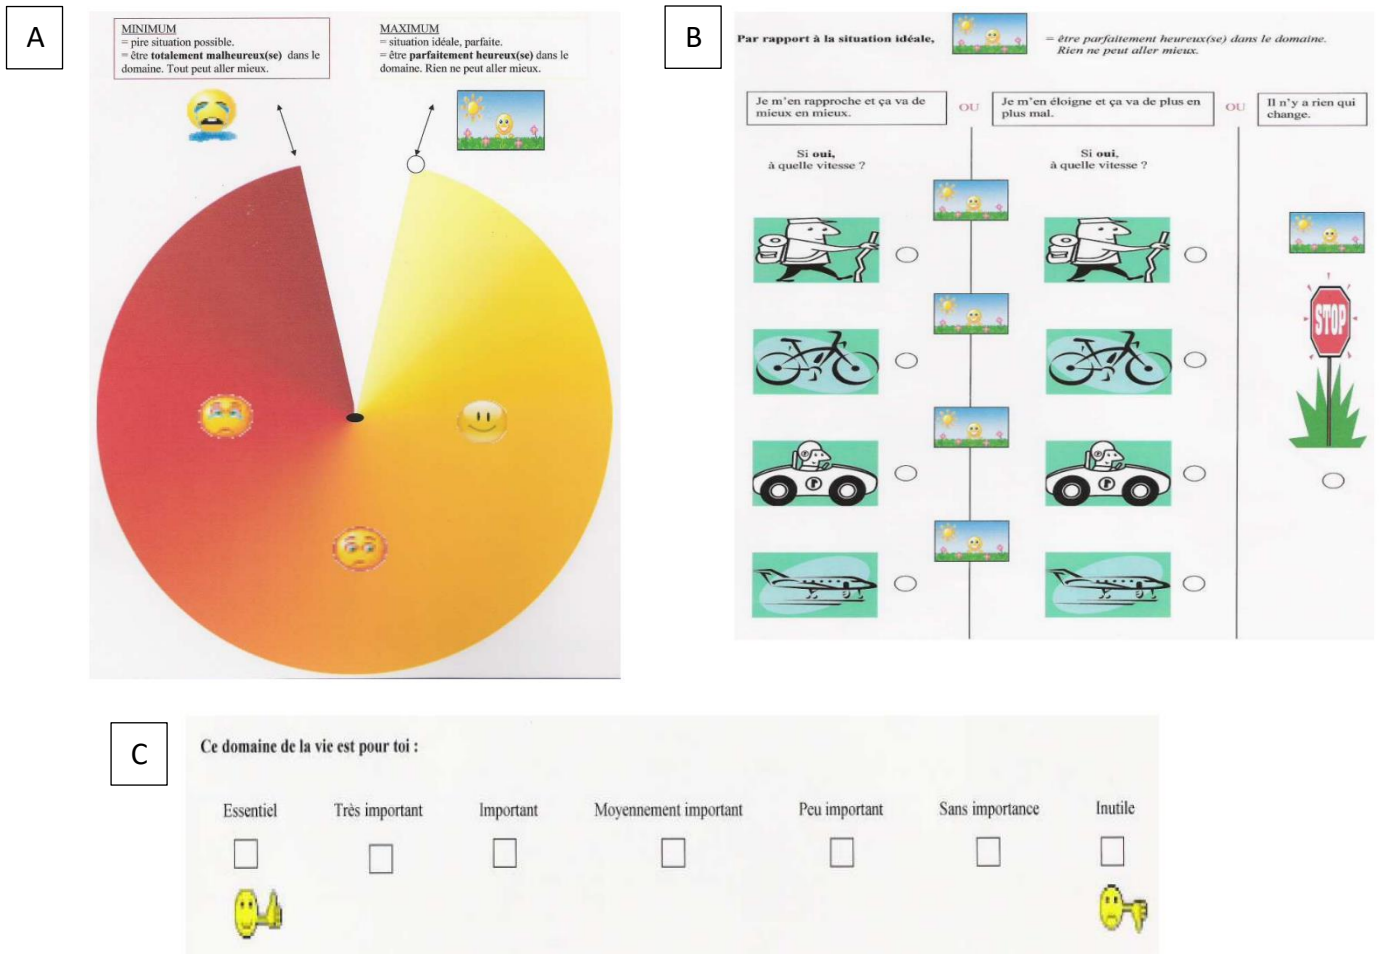 A
MINIMUM
= pire situation possible.
= être totalement malheureux(se) dans le
domaine. Tout peut aller mieux.
MAXIMUM
= situation idéale, parfaite.
= être parfaitement heureux(se) dans le
domaine. Rien ne peut aller mieux.
B
Par rapport à la situation idéale,
= être parfaitement heureux(se) dans le domaine.
Rien ne peut aller mieux.
Je m'en rapproche et ça va de
mieux en mieux.
OU
Je m'en éloigne et ça va de plus en
plus mal.
OU
Il n'y a rien qui
change.
Si oui,
à quelle vitesse ?
Si oui,
à quelle vitesse ?
STOP
C
Ce domaine de la vie est pour toi :
Essentiel
Très important
Important
Moyennement important
Peu important
Sans importance
Inutile